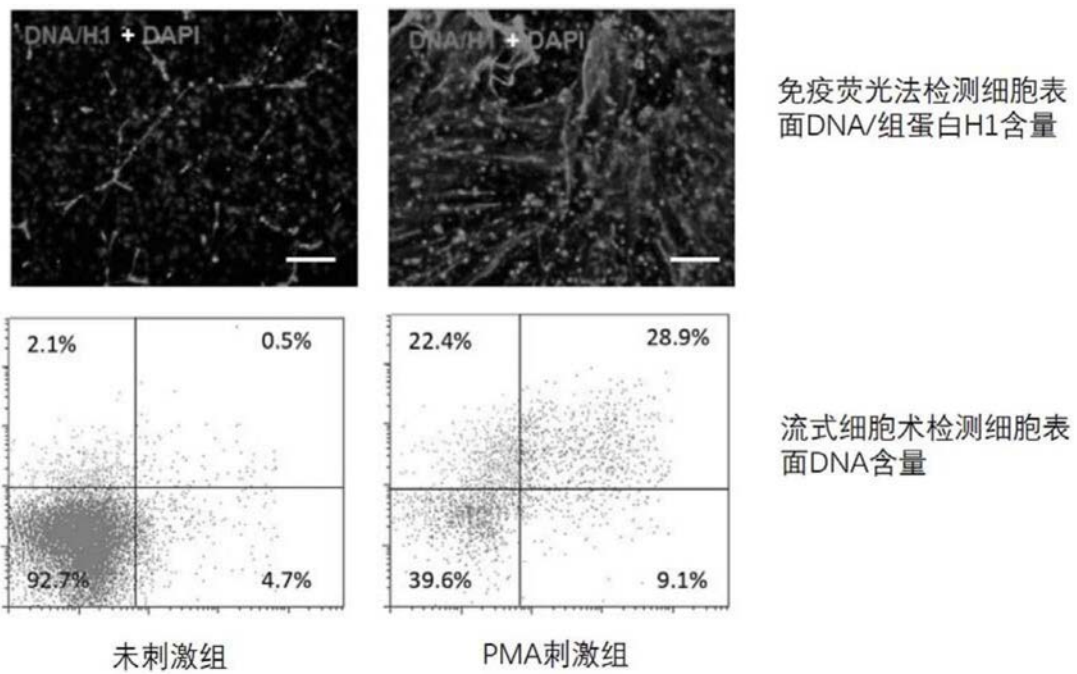 DNA/H1 + DAPI
DNA/H1 + DAPI
免疫荧光法检测细胞表
面DNA/组蛋白H1含量
2.1%
0.5%
22.4%
28.9%
流式细胞术检测细胞表
面DNA含量
92.7%
4.7%
39.6%
9.1%
未刺激组
PMA刺激组